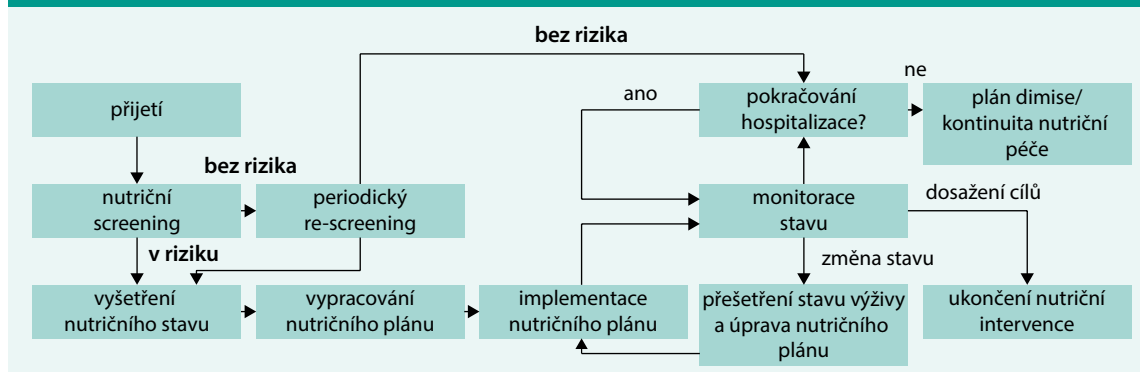 bez rizika
přijetí
ano
pokračování
hospitalizace?
ne
plán dimise/
kontinuita nutriční
péče
bez rizika
nutriční
screening
periodický
re-screening
monitorace
stavu
dosažení cílů
v riziku
změna stavu
vyšetření
nutričního stavu
vypracování
nutričního plánu
implementace
nutričního plánu
přešetření stavu výživy
a úprava nutričního
plánu
ukončení nutriční
intervence